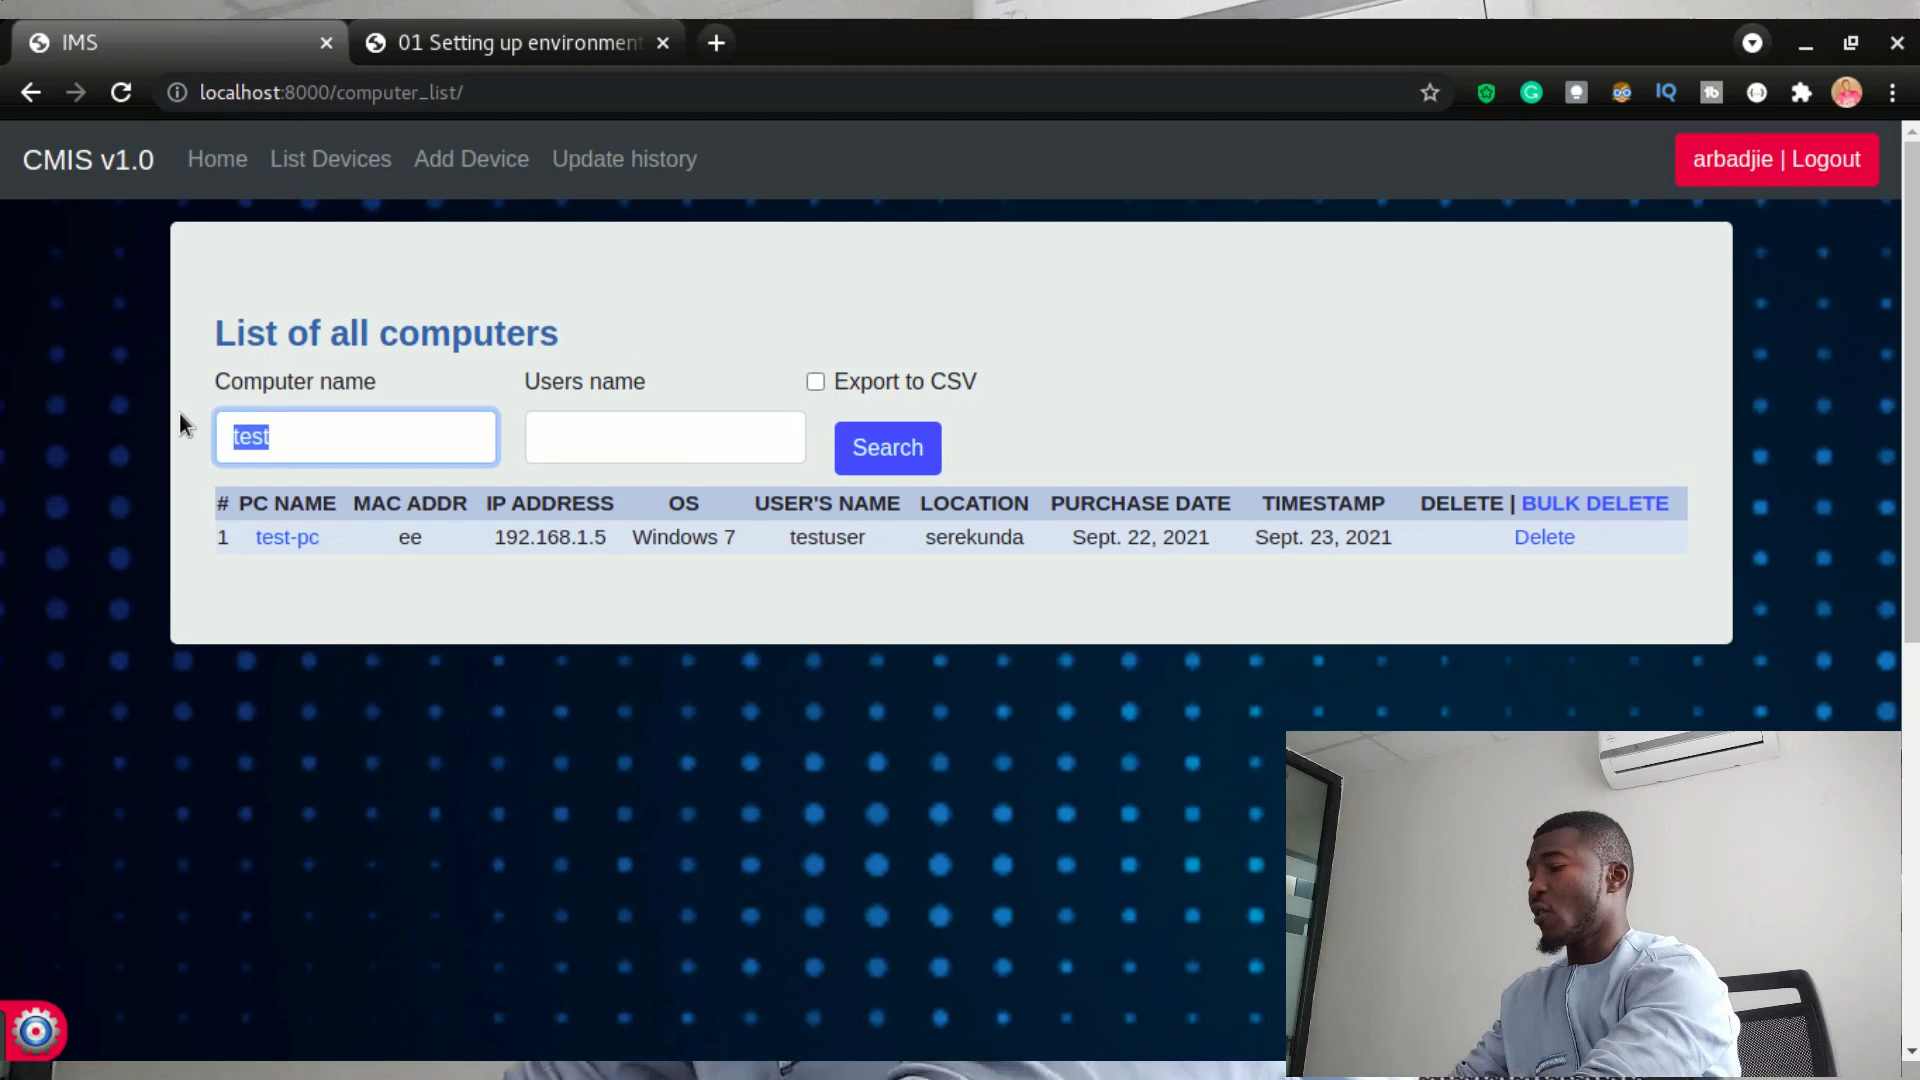 IMS
01 Setting up environment
localhost:8000/computer_list/
CMIS v1.0 Home List Devices Add Device Update history arbadjie | Logout
List of all computers
Computer name Users name Export to CSV
test Search
# PC NAME MAC ADDR IP ADDRESS OS USER'S NAME LOCATION PURCHASE DATE TIMESTAMP DELETE | BULK DELETE
1 test-pc ee 192.168.1.5 Windows 7 testuser serekunda Sept. 22, 2021 Sept. 23, 2021 Delete